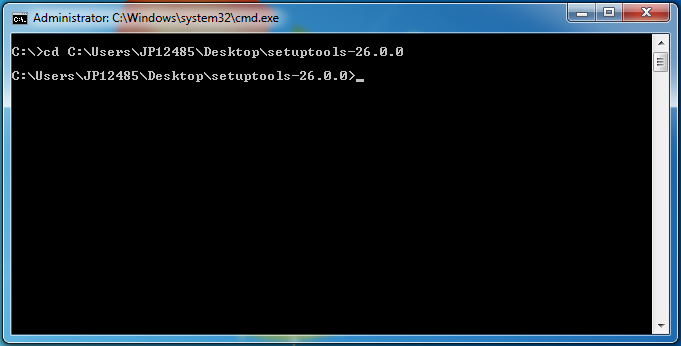 Administrator: C:\Windows\system32\cmd.exe
C:\>cd C:\Users\JP12485\Desktop\setuptools-26.0.0
C:\Users\JP12485\Desktop\setuptools-26.0.0>_